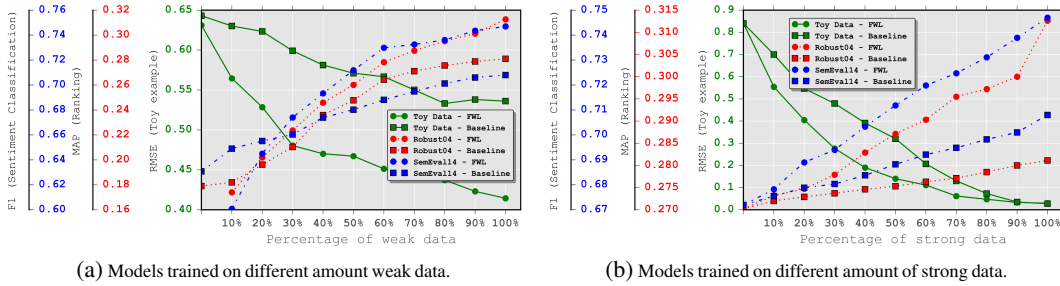 F1 (Sentiment Classification)
0.76
0.74
0.72
0.70
0.68
0.66
0.64
0.62
0.60
MAP (Ranking)
0.32
0.30
0.28
0.26
0.24
0.22
0.20
0.18
0.16
RMSE (Toy example)
0.65
0.60
0.55
0.50
0.45
0.40
Toy Data - FWL
Toy Data - Baseline
Robust04 - FWL
Robust04 - Baseline
SemEval14 - FWL
SemEval14 - Baseline
10% 20% 30% 40% 50% 60% 70% 80% 90% 100%
Percentage of weak data
(a) Models trained on different amount weak data.
F1 (Sentiment Classification)
0.75
0.74
0.73
0.72
0.71
0.70
0.69
0.68
0.67
MAP (Ranking)
0.315
0.310
0.305
0.300
0.295
0.290
0.285
0.280
0.275
0.270
RMSE (Toy example)
0.9
0.8
0.7
0.6
0.5
0.4
0.3
0.2
0.1
0.0
Toy Data - FWL
Toy Data - Baseline
Robust04 - FWL
Robust04 - Baseline
SemEval14 - FWL
SemEval14 - Baseline
10% 20% 30% 40% 50% 60% 70% 80% 90% 100%
Percentage of strong data
(b) Models trained on different amount of strong data.